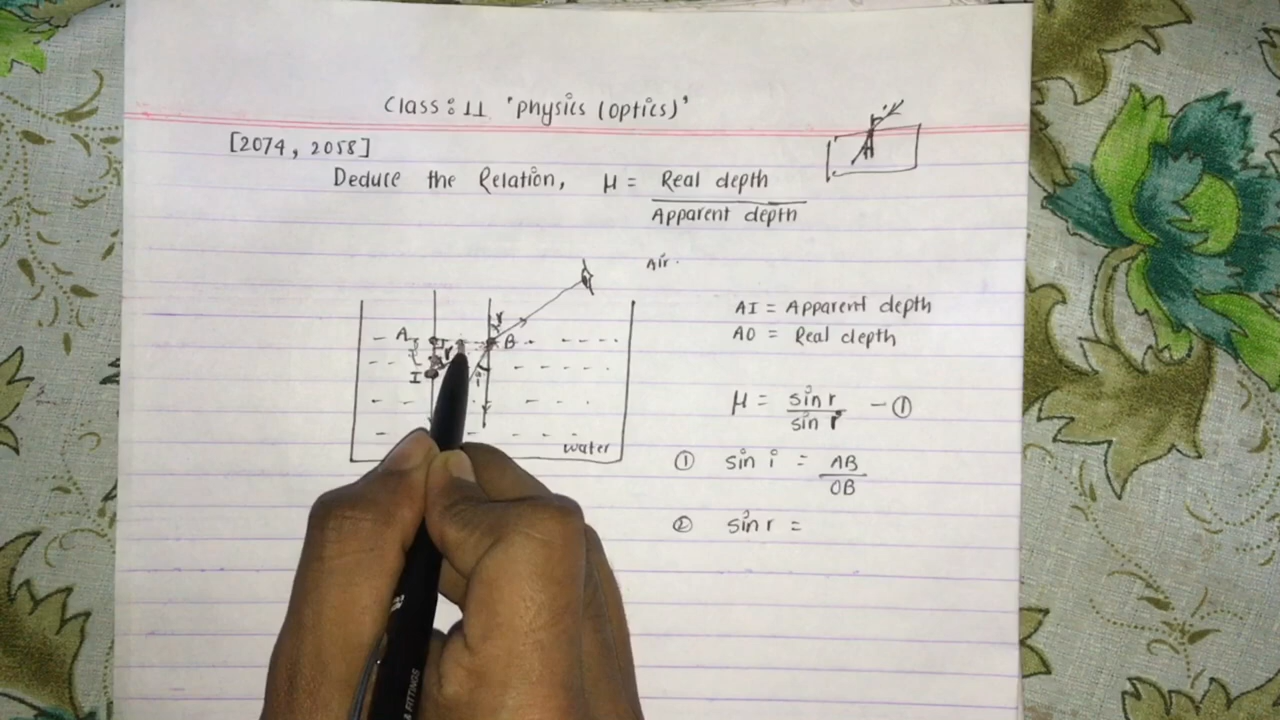 Class: 11 'physics (optics)'
[2074, 2058]
Deduce the Relation, μ = Real depth
Apparent depth
Air.
r
A
B
r
i
I
water
AI = Apparent depth
AO = Real depth
μ = sin r / sin r - ①
① sin i = AB / OB
② sin r =
& FITTINGS